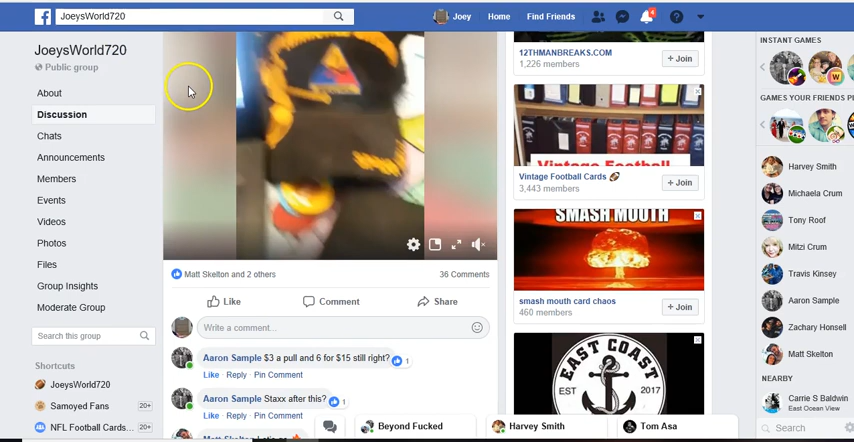 JoeysWorld720
Joey
Home
Find Friends
4
?
JoeysWorld720
Public group
About
Discussion
Chats
Announcements
Members
Events
Videos
Photos
Files
Group Insights
Moderate Group
Search this group
Shortcuts
JoeysWorld720
Samoyed Fans 20+
NFL Football Cards... 20+
Matt Skelton and 2 others
36 Comments
Like
Comment
Share
Write a comment...
Aaron Sample $3 a pull and 6 for $15 still right?
1
Like · Reply · Pin Comment
Aaron Sample Staxx after this?
1
Like · Reply · Pin Comment
12THMANBREAKS.COM
1,226 members
+ Join
Vintage Football
Vintage Football Cards
3,443 members
+ Join
SMASH MOUTH
smash mouth card chaos
460 members
+ Join
EAST COAST
EST
2017
INSTANT GAMES
W
Harvey Smith
Michaela Crum
Tony Roof
Mitzi Crum
Travis Kinsey
Aaron Sample
Zachary Honsell
Matt Skelton
NEARBY
Carrie S Baldwin
East Ocean View
Search
Beyond Fucked
Harvey Smith
Tom Asa